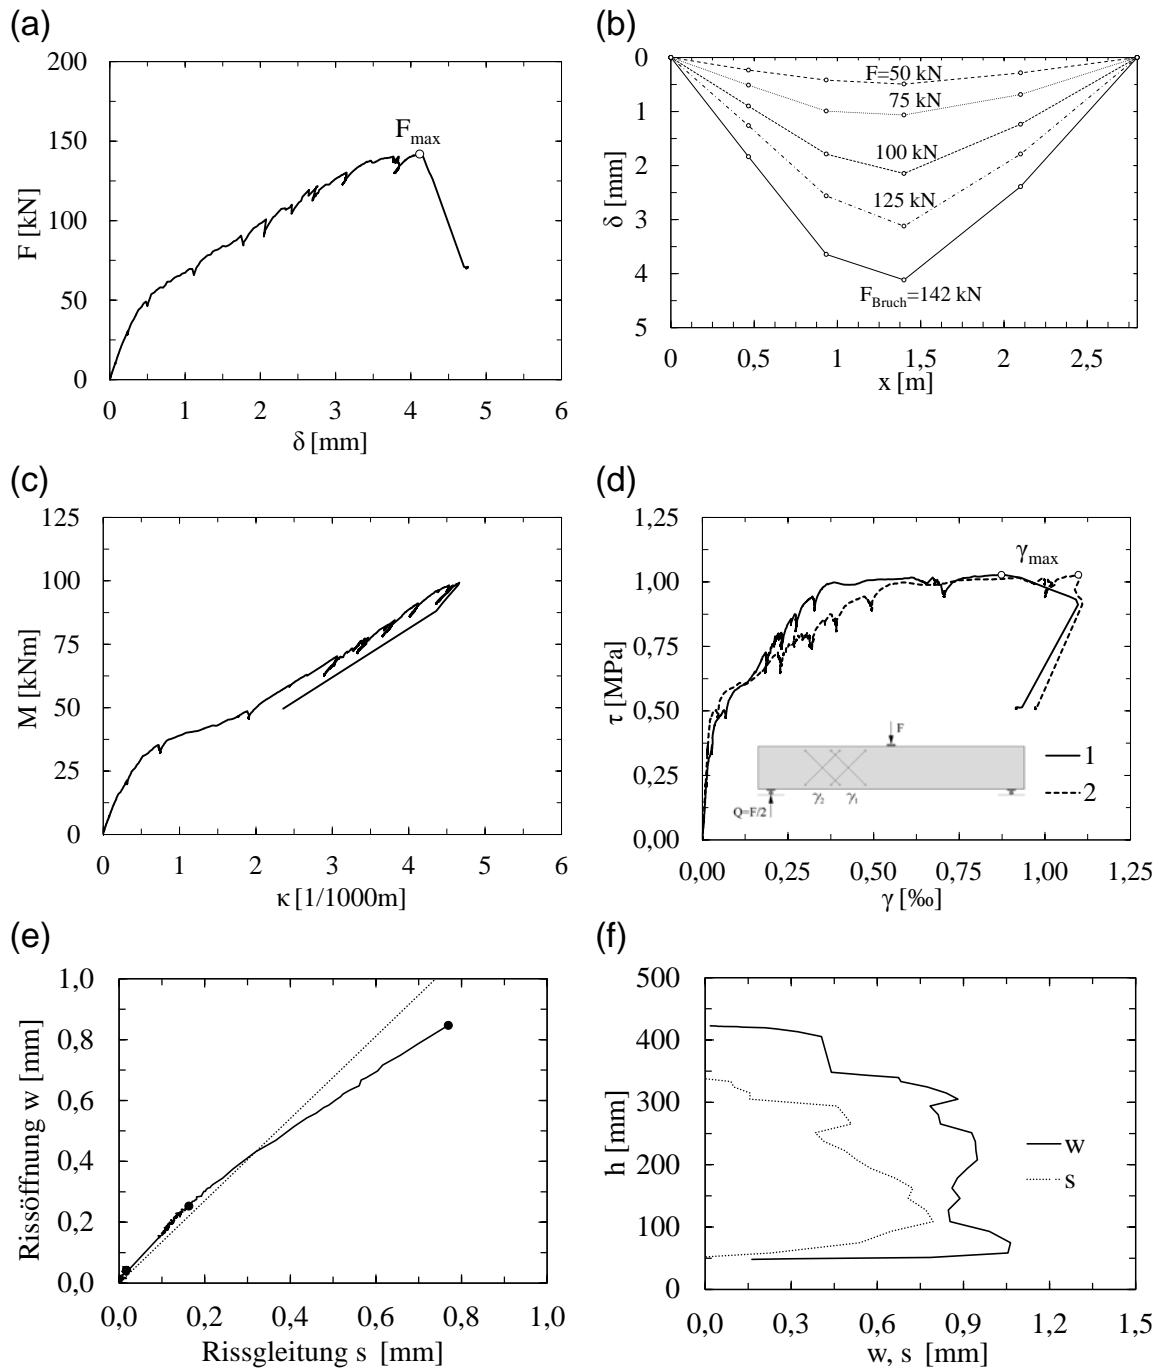 (a)
200
150
100
50
0
F [kN]
F_max
0 1 2 3 4 5 6
δ [mm]
(b)
0
1
2
3
4
5
δ [mm]
F=50 kN
75 kN
100 kN
125 kN
F_Bruch=142 kN
0 0,5 1 1,5 2 2,5
x [m]
(c)
125
100
75
50
25
0
M [kNm]
0 1 2 3 4 5 6
κ [1/1000m]
(d)
1,25
1,00
0,75
0,50
0,25
0,00
τ [MPa]
γ_max
F
1
2
γ_2 γ_1
Q=F/2
0,00 0,25 0,50 0,75 1,00 1,25
γ [‰]
(e)
1,0
0,8
0,6
0,4
0,2
0,0
Rissöffnung w [mm]
0,0 0,2 0,4 0,6 0,8 1,0
Rissgleitung s [mm]
(f)
500
400
300
200
100
0
h [mm]
w
s
0,0 0,3 0,6 0,9 1,2 1,5
w, s [mm]